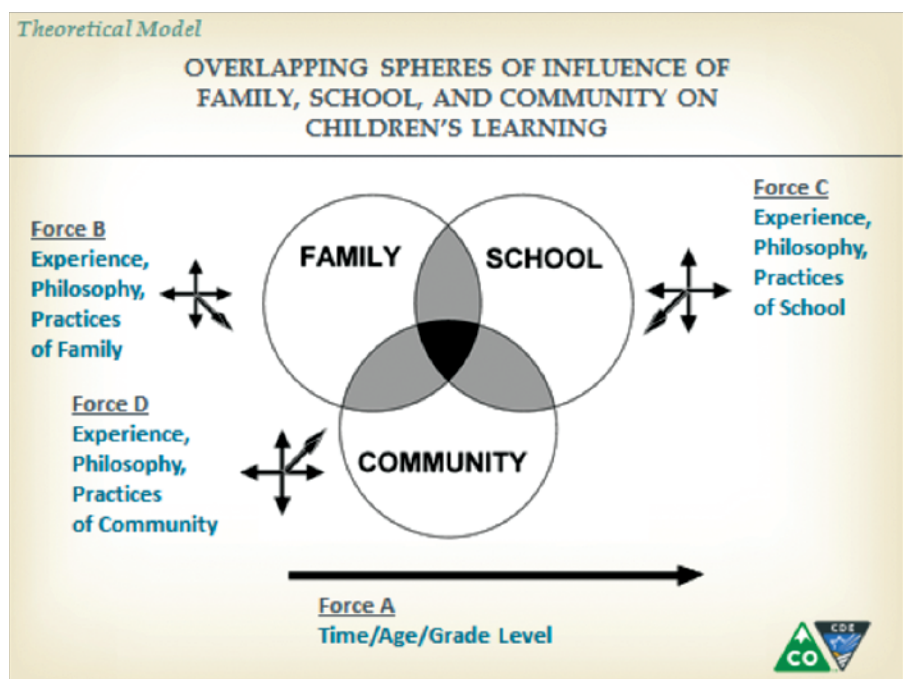 Theoretical Model
OVERLAPPING SPHERES OF INFLUENCE OF
FAMILY, SCHOOL, AND COMMUNITY ON
CHILDREN'S LEARNING
Force B
Experience,
Philosophy,
Practices
of Family
FAMILY
SCHOOL
Force C
Experience,
Philosophy,
Practices
of School
Force D
Experience,
Philosophy,
Practices
of Community
COMMUNITY
Force A
Time/Age/Grade Level
CO
CDE